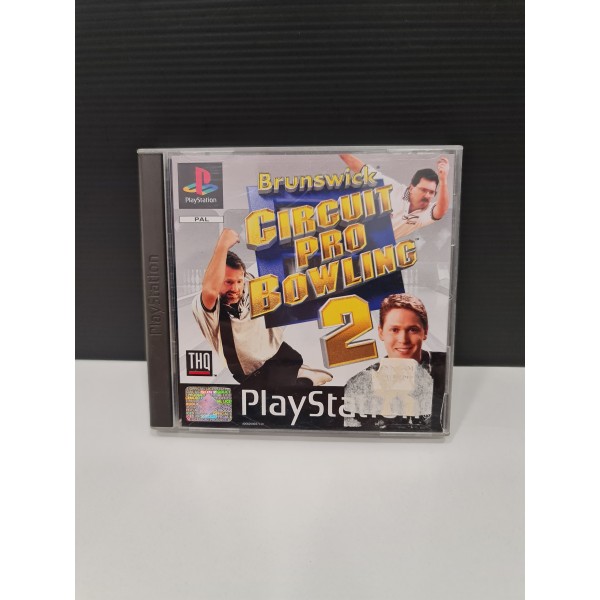 PlayStation
PlayStation
PAL
Brunswick
CIRCUIT
PRO
BOWLING
2
THQ
PlayStation